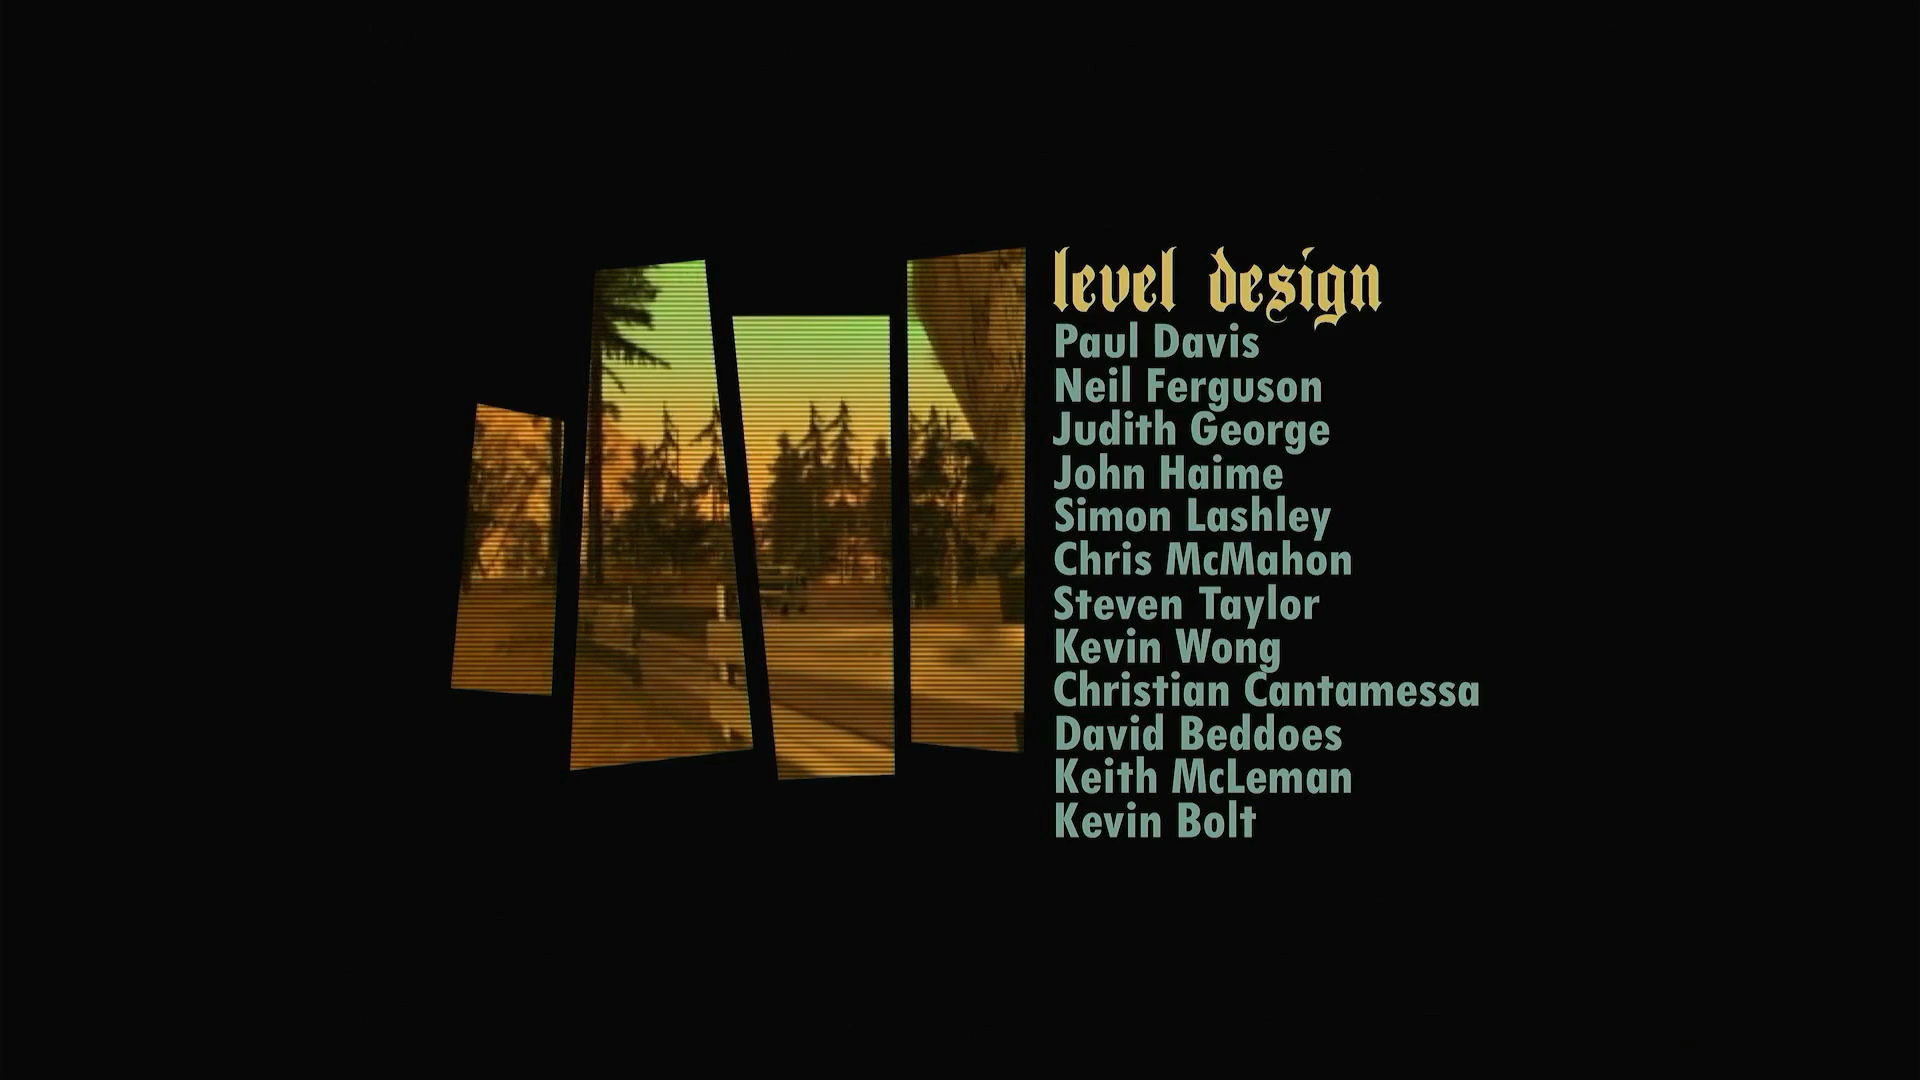 level design
Paul Davis
Neil Ferguson
Judith George
John Haime
Simon Lashley
Chris McMahon
Steven Taylor
Kevin Wong
Christian Cantamessa
David Beddoes
Keith McLeman
Kevin Bolt